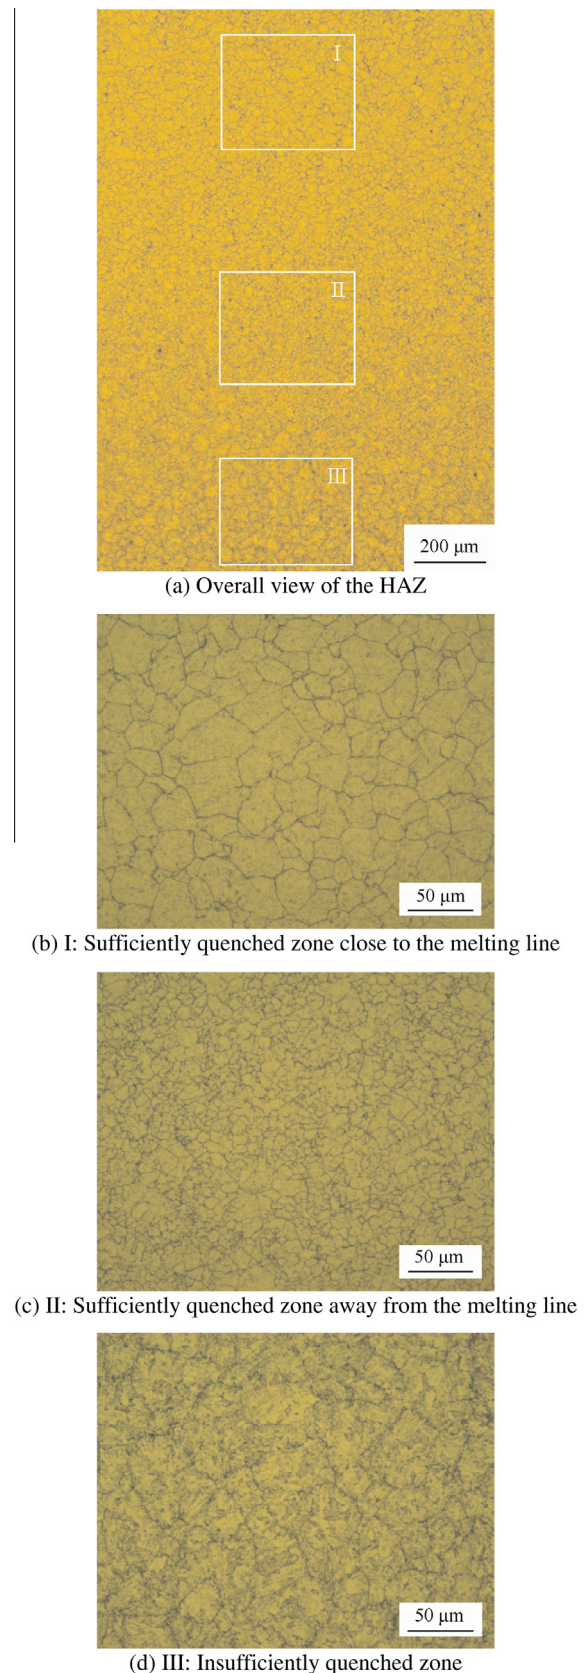 I
II
III
200 μm
(a) Overall view of the HAZ
50 μm
(b) I: Sufficiently quenched zone close to the melting line
50 μm
(c) II: Sufficiently quenched zone away from the melting line
50 μm
(d) III: Insufficiently quenched zone